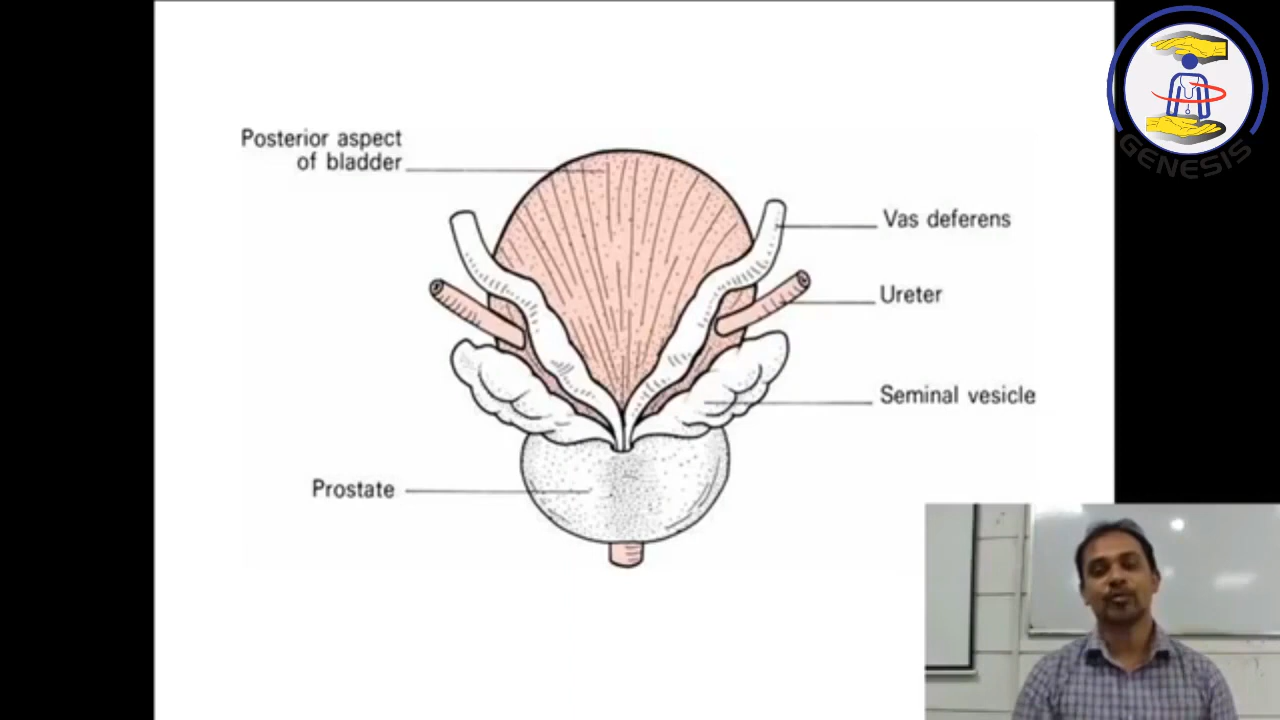 Posterior aspect
of bladder
Vas deferens
Ureter
Seminal vesicle
Prostate
GENESIS